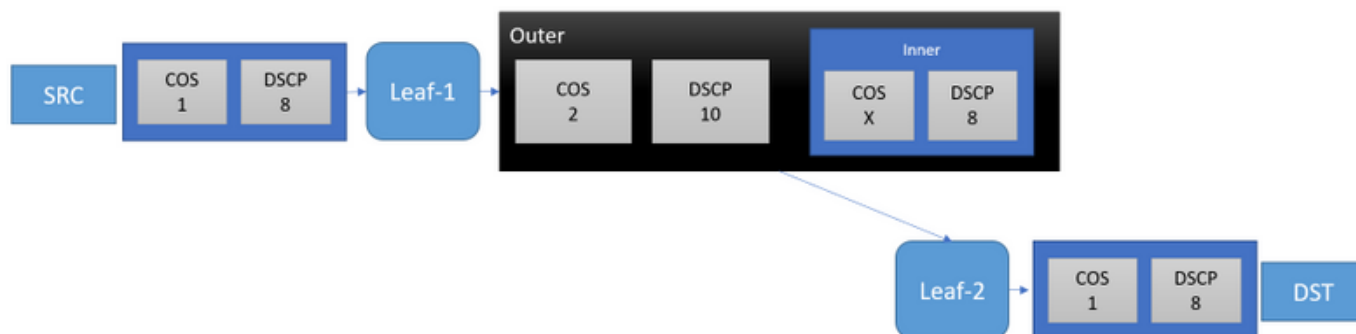 SRC
COS
1
DSCP
8
Leaf-1
Outer
COS
2
DSCP
10
Inner
COS
X
DSCP
8
Leaf-2
COS
1
DSCP
8
DST